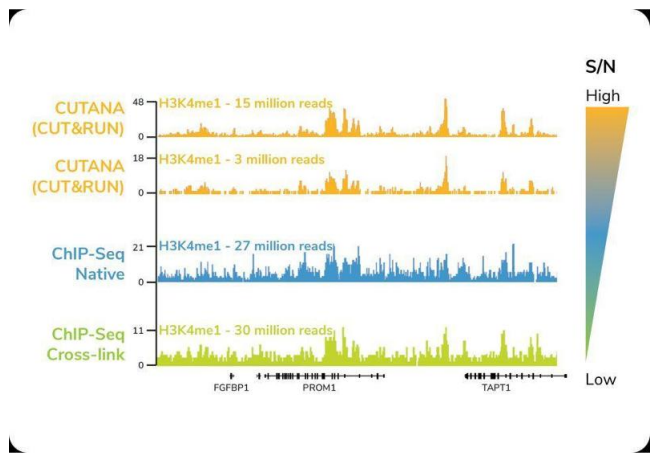 S/N
High
CUTANA
(CUT&RUN)
48
0
H3K4me1 - 15 million reads
CUTANA
(CUT&RUN)
18
0
H3K4me1 - 3 million reads
ChIP-Seq
Native
21
0
H3K4me1 - 27 million reads
ChIP-Seq
Cross-link
11
0
H3K4me1 - 30 million reads
Low
FGFBP1 PROM1 TAPT1